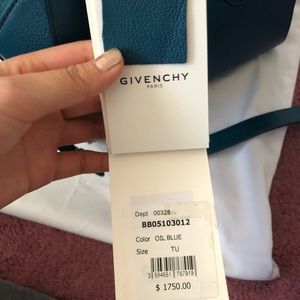 GIVENCHY
PARIS
Dept 00328
BB05103012
Color OIL BLUE
Size TU
$ 1750.00